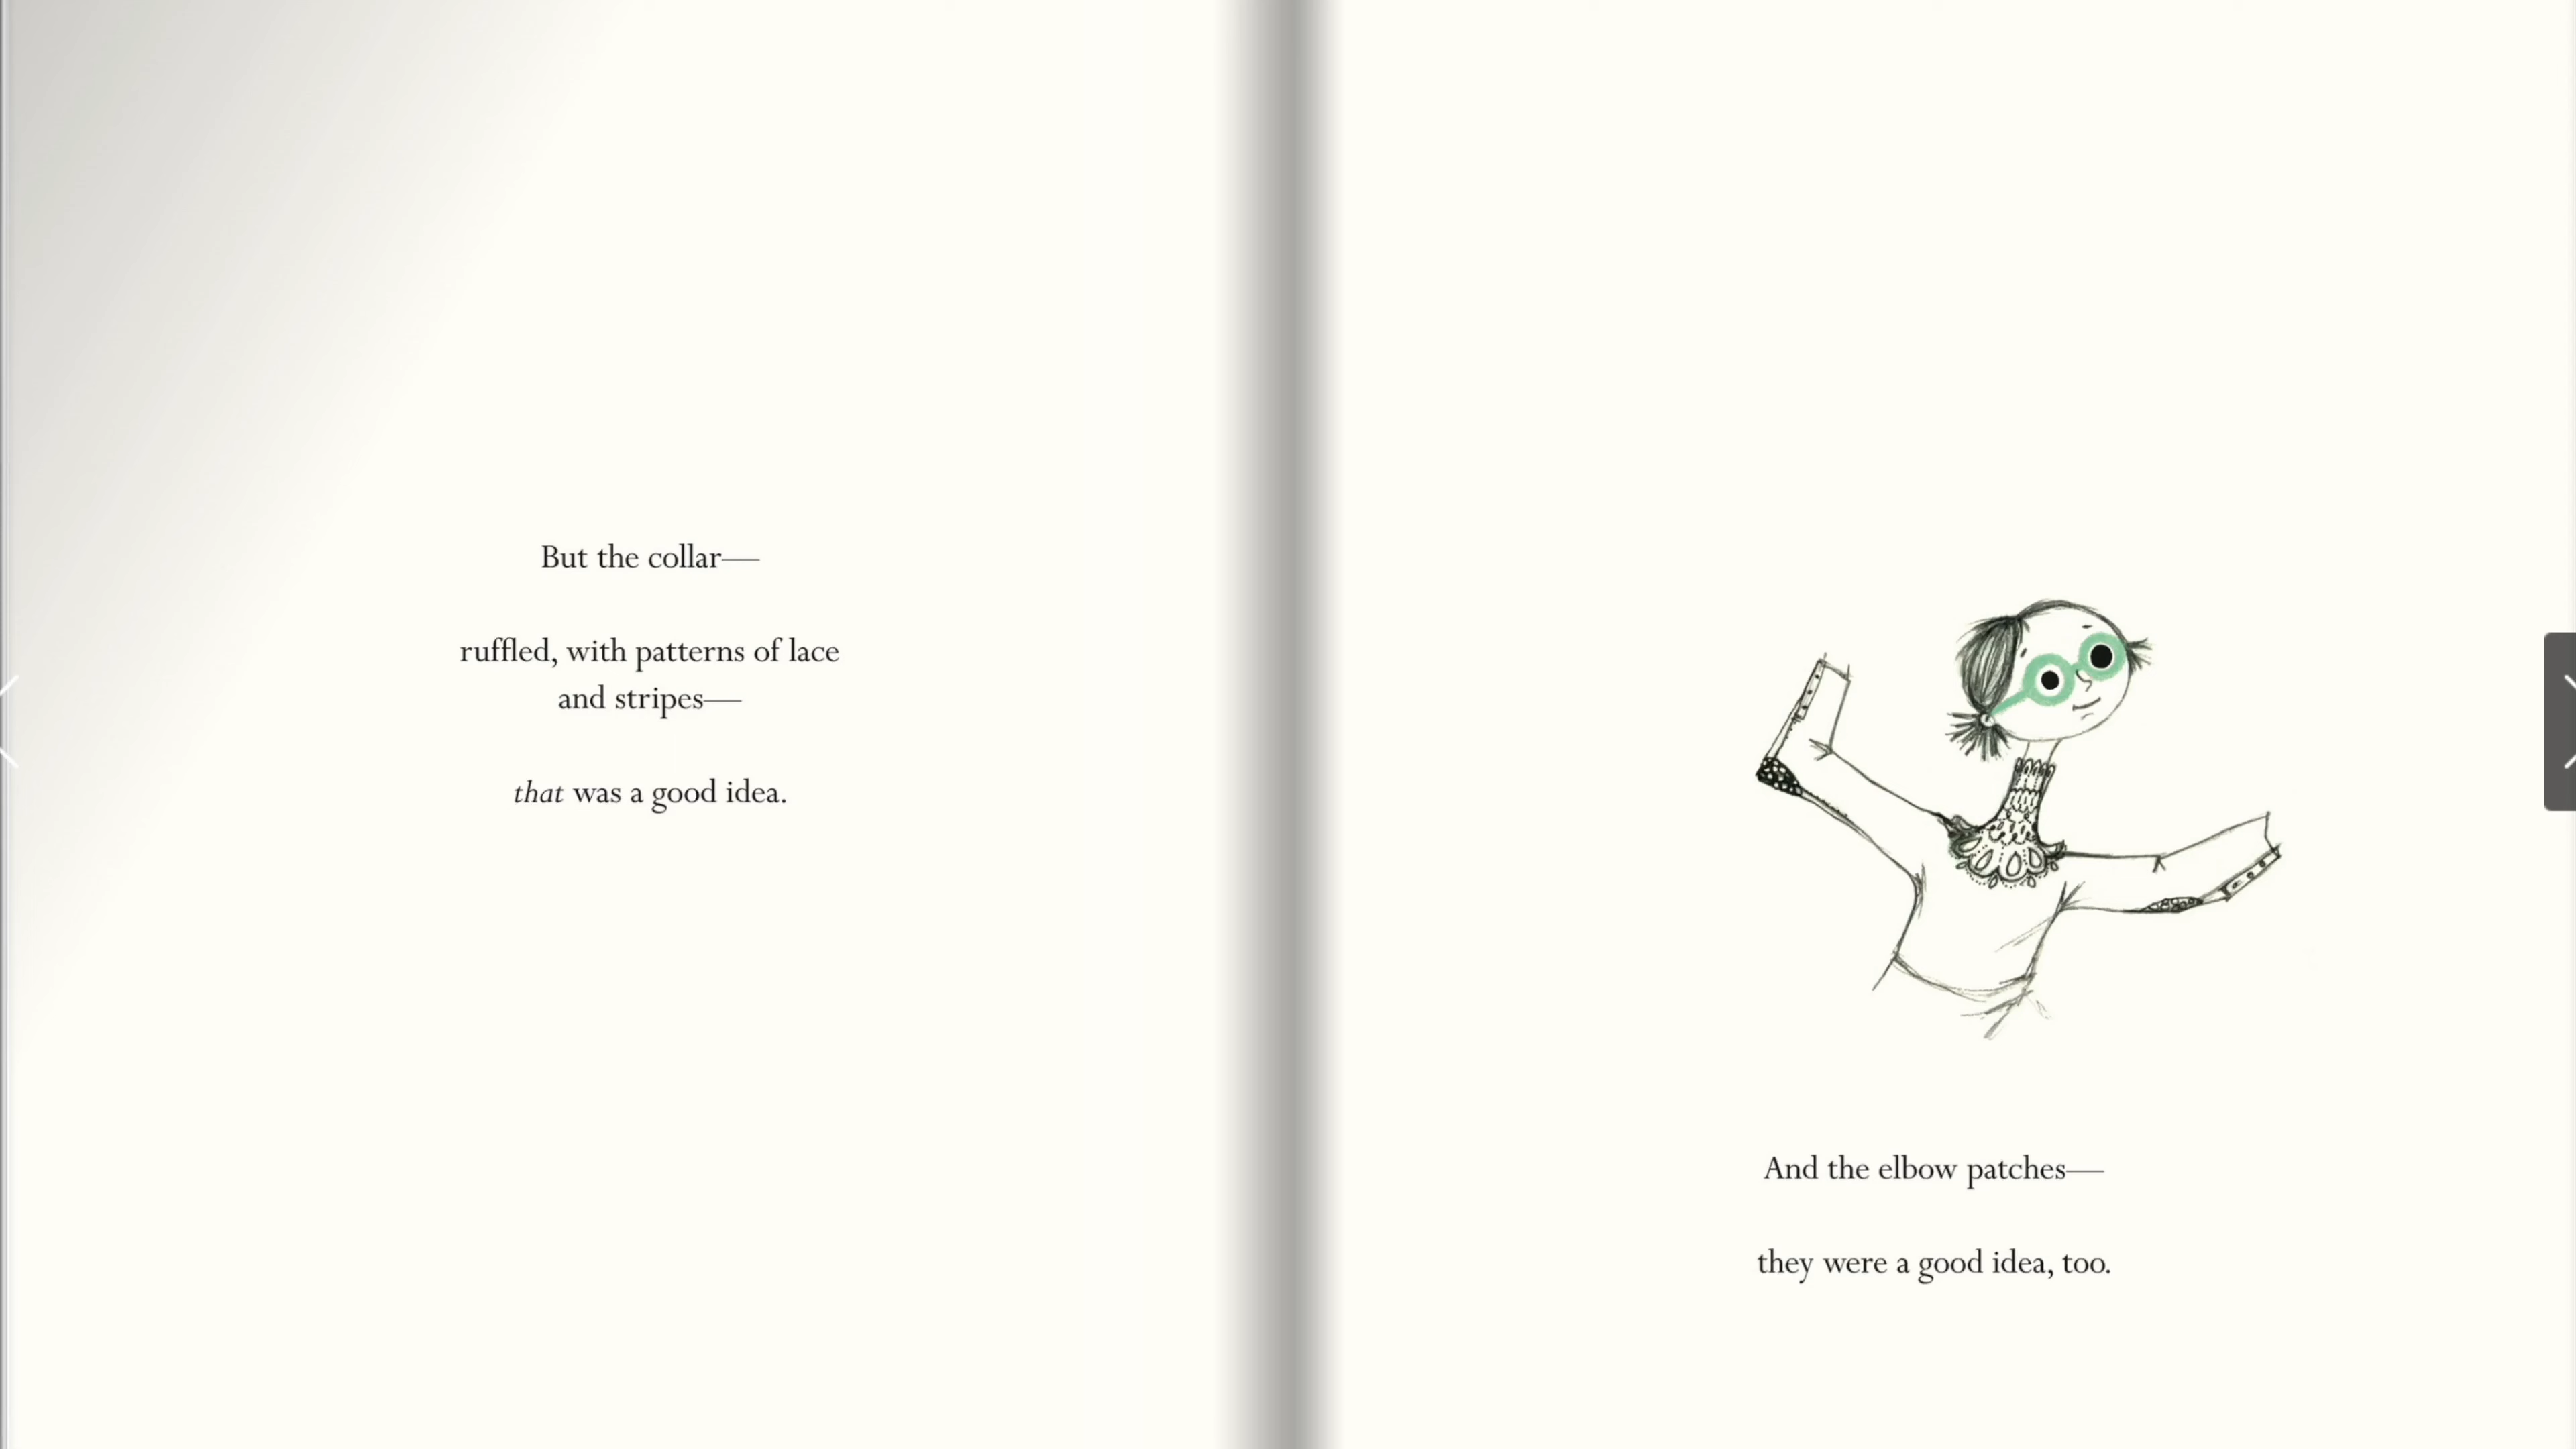 But the collar—
ruffled, with patterns of lace
and stripes—
that was a good idea.
And the elbow patches—
they were a good idea, too.